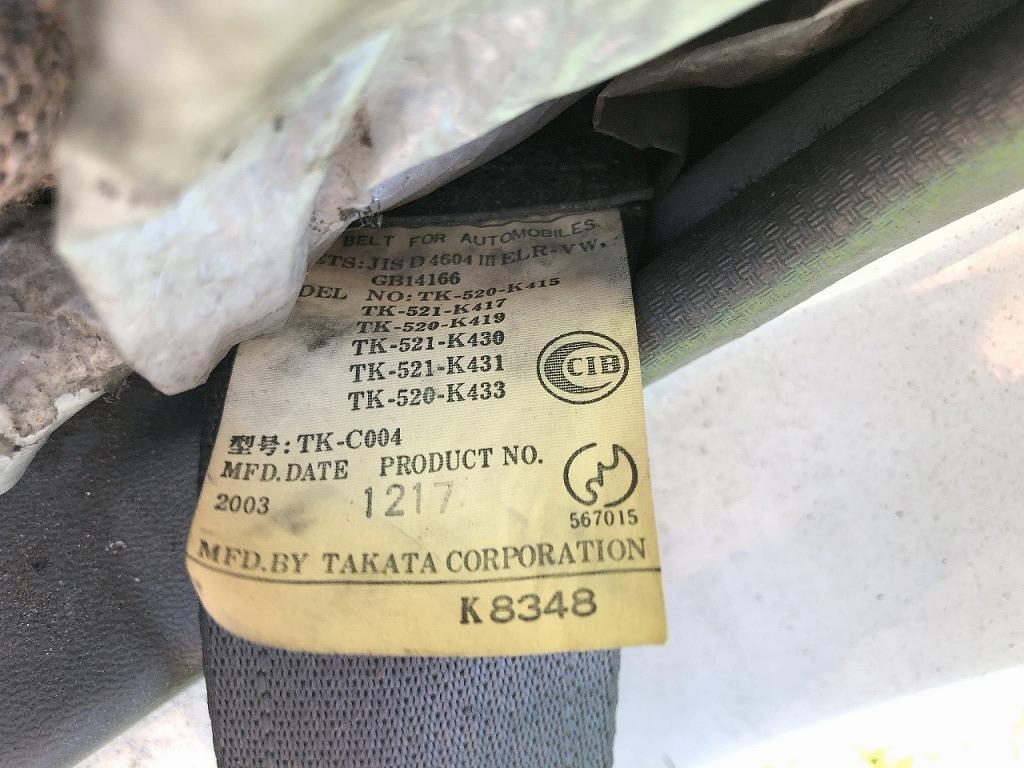 BELT FOR AUTOMOBILES
ETS:JIS D 4604 III ELR-VW,
GB14166
DEL NO:TK-520-K415
TK-521-K417
TK-520-K419
TK-521-K430
TK-521-K431
TK-520-K433
CIB
型号:TK-C004
MFD.DATE PRODUCT NO.
2003 1217
567015
MFD.BY TAKATA CORPORATION
K8348